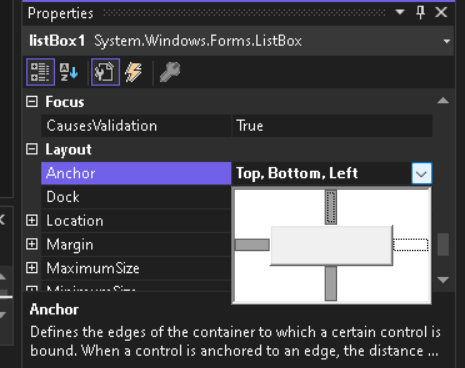 Properties
listBox1 System.Windows.Forms.ListBox
Focus
CausesValidation True
Layout
Anchor Top, Bottom, Left
Dock
Location
Margin
MaximumSize
MinimumSize
Anchor
Defines the edges of the container to which a certain control is
bound. When a control is anchored to an edge, the distance ...